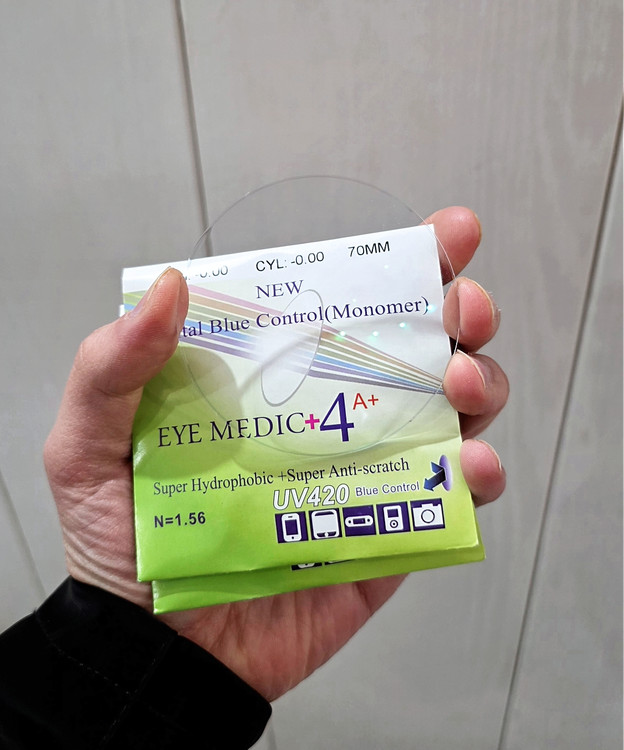 -0.00 CYL: -0.00 70MM
NEW
Blue Control(Monomer)
EYE MEDIC+4A+
Super Hydrophobic +Super Anti-scratch
UV420 Blue Control
N=1.56